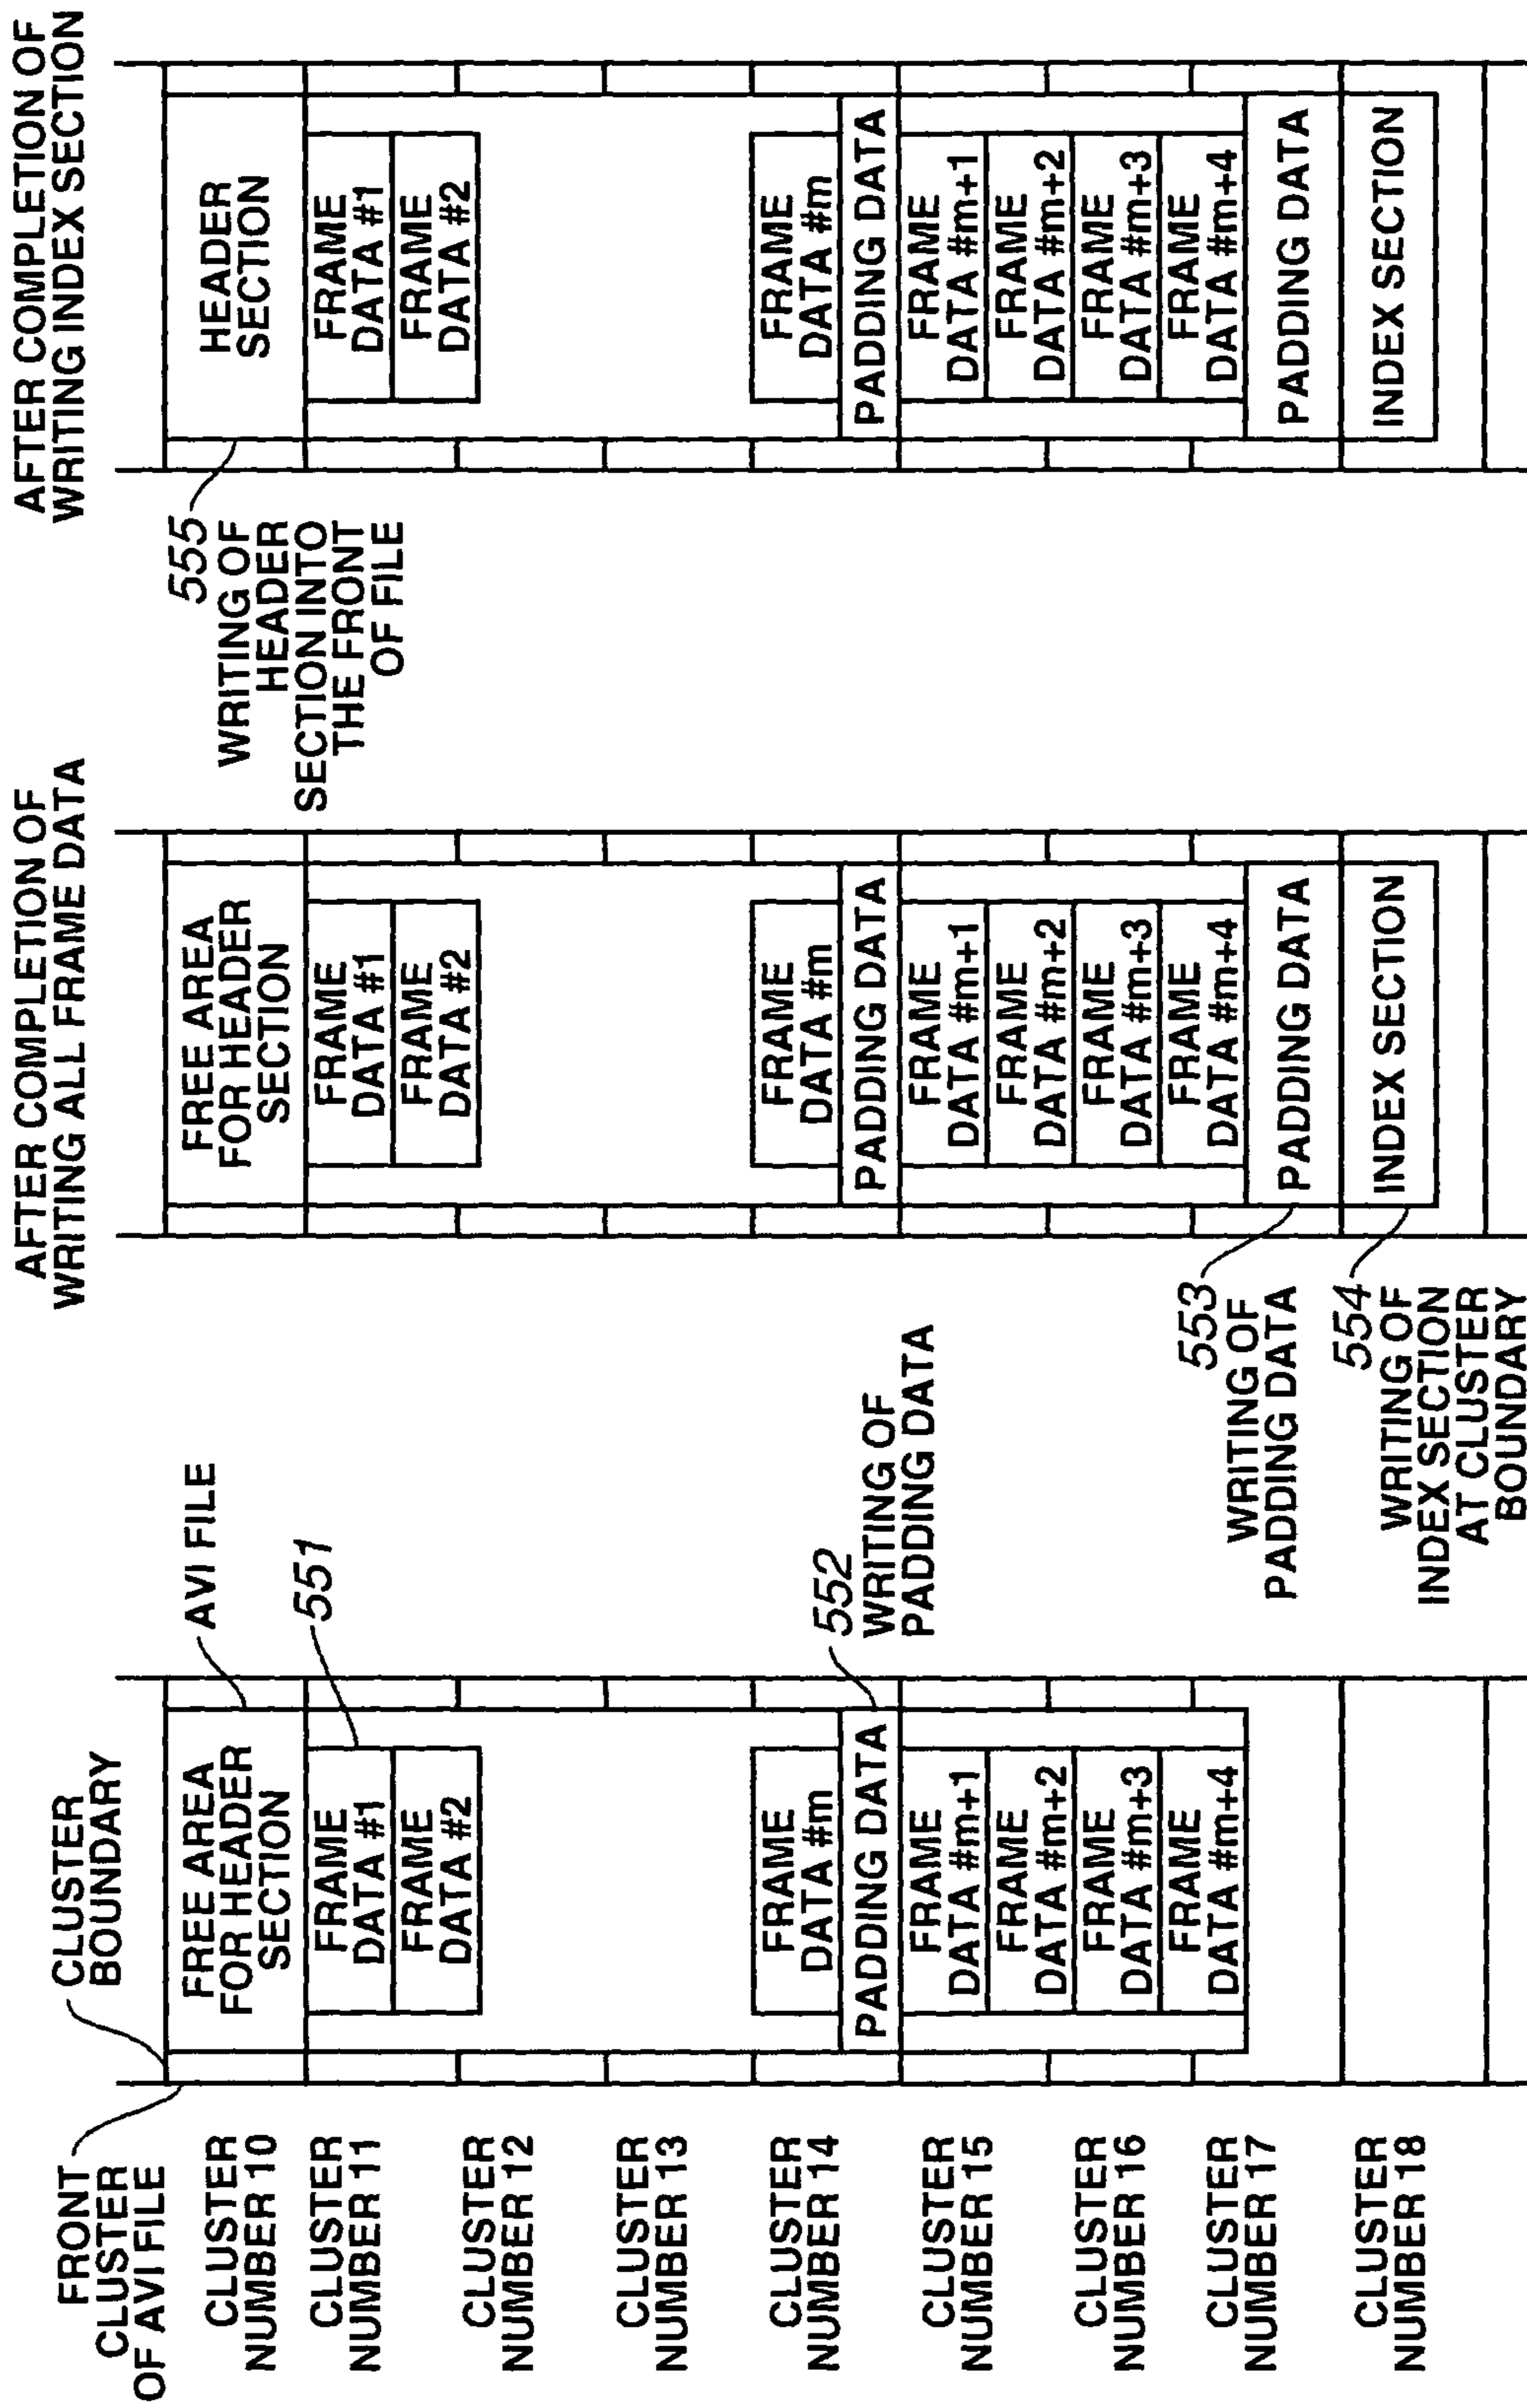 FRONT
CLUSTER
OF AVI FILE
CLUSTER
BOUNDARY
AVI FILE
551
552
WRITING OF
PADDING DATA
CLUSTER
NUMBER 10
CLUSTER
NUMBER 11
CLUSTER
NUMBER 12
CLUSTER
NUMBER 13
CLUSTER
NUMBER 14
CLUSTER
NUMBER 15
CLUSTER
NUMBER 16
CLUSTER
NUMBER 17
CLUSTER
NUMBER 18
FREE AREA
FOR HEADER
SECTION
FRAME
DATA #1
FRAME
DATA #2
FRAME
DATA #m
PADDING DATA
FRAME
DATA #m+1
FRAME
DATA #m+2
FRAME
DATA #m+3
FRAME
DATA #m+4
AFTER COMPLETION OF
WRITING ALL FRAME DATA
FREE AREA
FOR HEADER
SECTION
FRAME
DATA #1
FRAME
DATA #2
FRAME
DATA #m
PADDING DATA
FRAME
DATA #m+1
FRAME
DATA #m+2
FRAME
DATA #m+3
FRAME
DATA #m+4
PADDING DATA
INDEX SECTION
553
WRITING OF
PADDING DATA
554
WRITING OF
INDEX SECTION
AT CLUSTER
BOUNDARY
AFTER COMPLETION OF
WRITING INDEX SECTION
555
WRITING OF
HEADER
SECTION INTO
THE FRONT
OF FILE
HEADER
SECTION
FRAME
DATA #1
FRAME
DATA #2
FRAME
DATA #m
PADDING DATA
FRAME
DATA #m+1
FRAME
DATA #m+2
FRAME
DATA #m+3
FRAME
DATA #m+4
PADDING DATA
INDEX SECTION